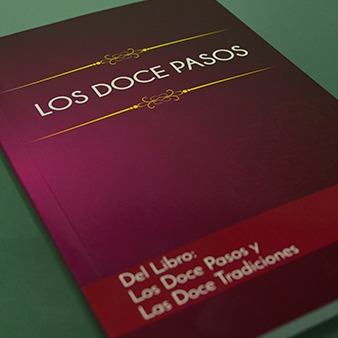 LOS DOCE PASOS
Del Libro:
Los Doce Pasos y
Las Doce Tradiciones